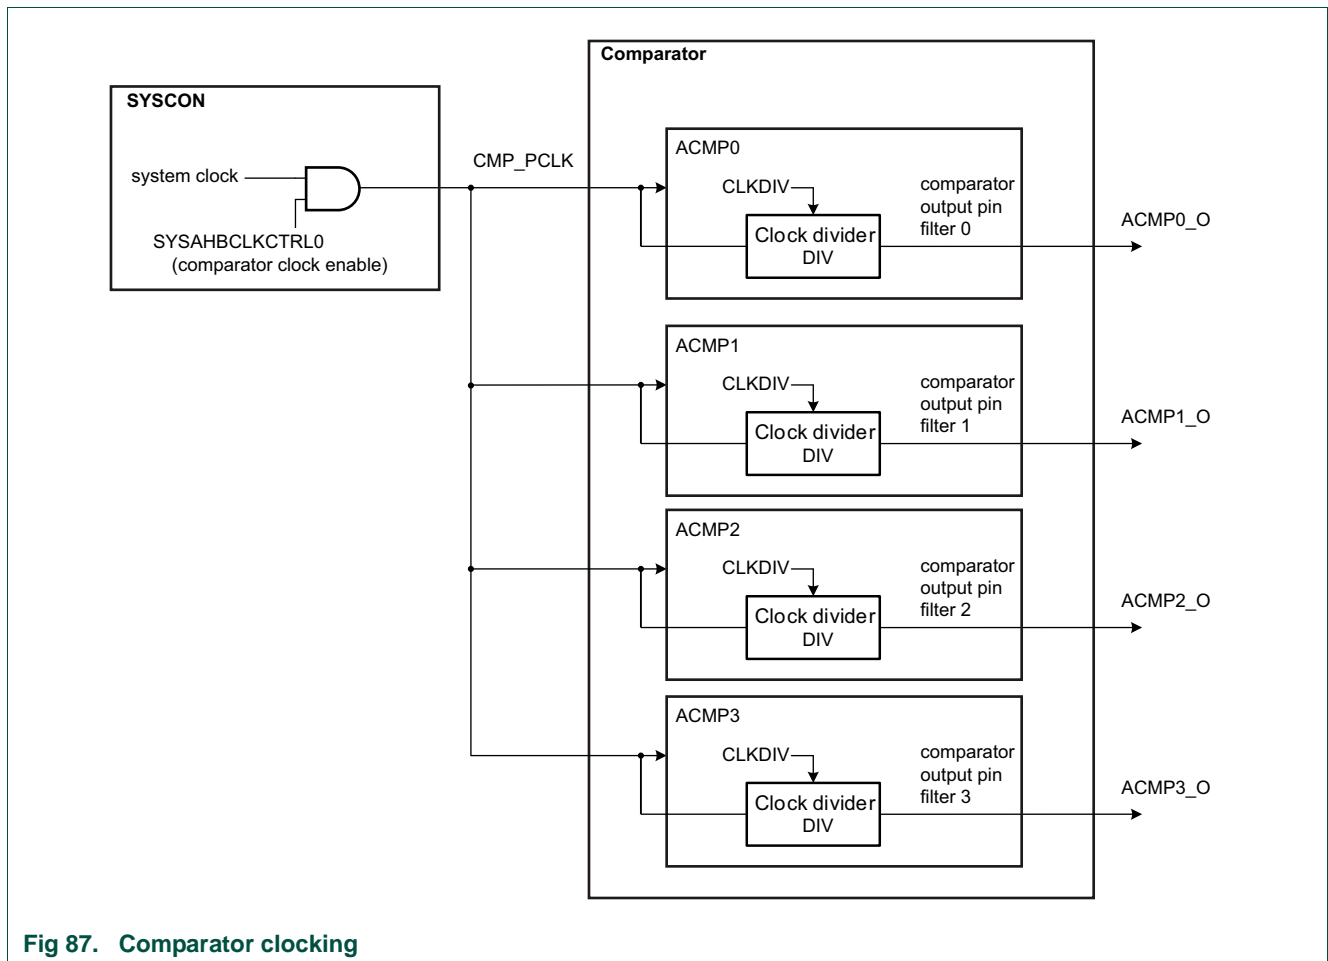 Comparator
SYSCON
system clock
SYSAHBCLKCTRL0
(comparator clock enable)
CMP_PCLK
ACMP0
CLKDIV
Clock divider
DIV
comparator
output pin
filter 0
ACMP0_O
ACMP1
CLKDIV
Clock divider
DIV
comparator
output pin
filter 1
ACMP1_O
ACMP2
CLKDIV
Clock divider
DIV
comparator
output pin
filter 2
ACMP2_O
ACMP3
CLKDIV
Clock divider
DIV
comparator
output pin
filter 3
ACMP3_O
Fig 87. Comparator clocking